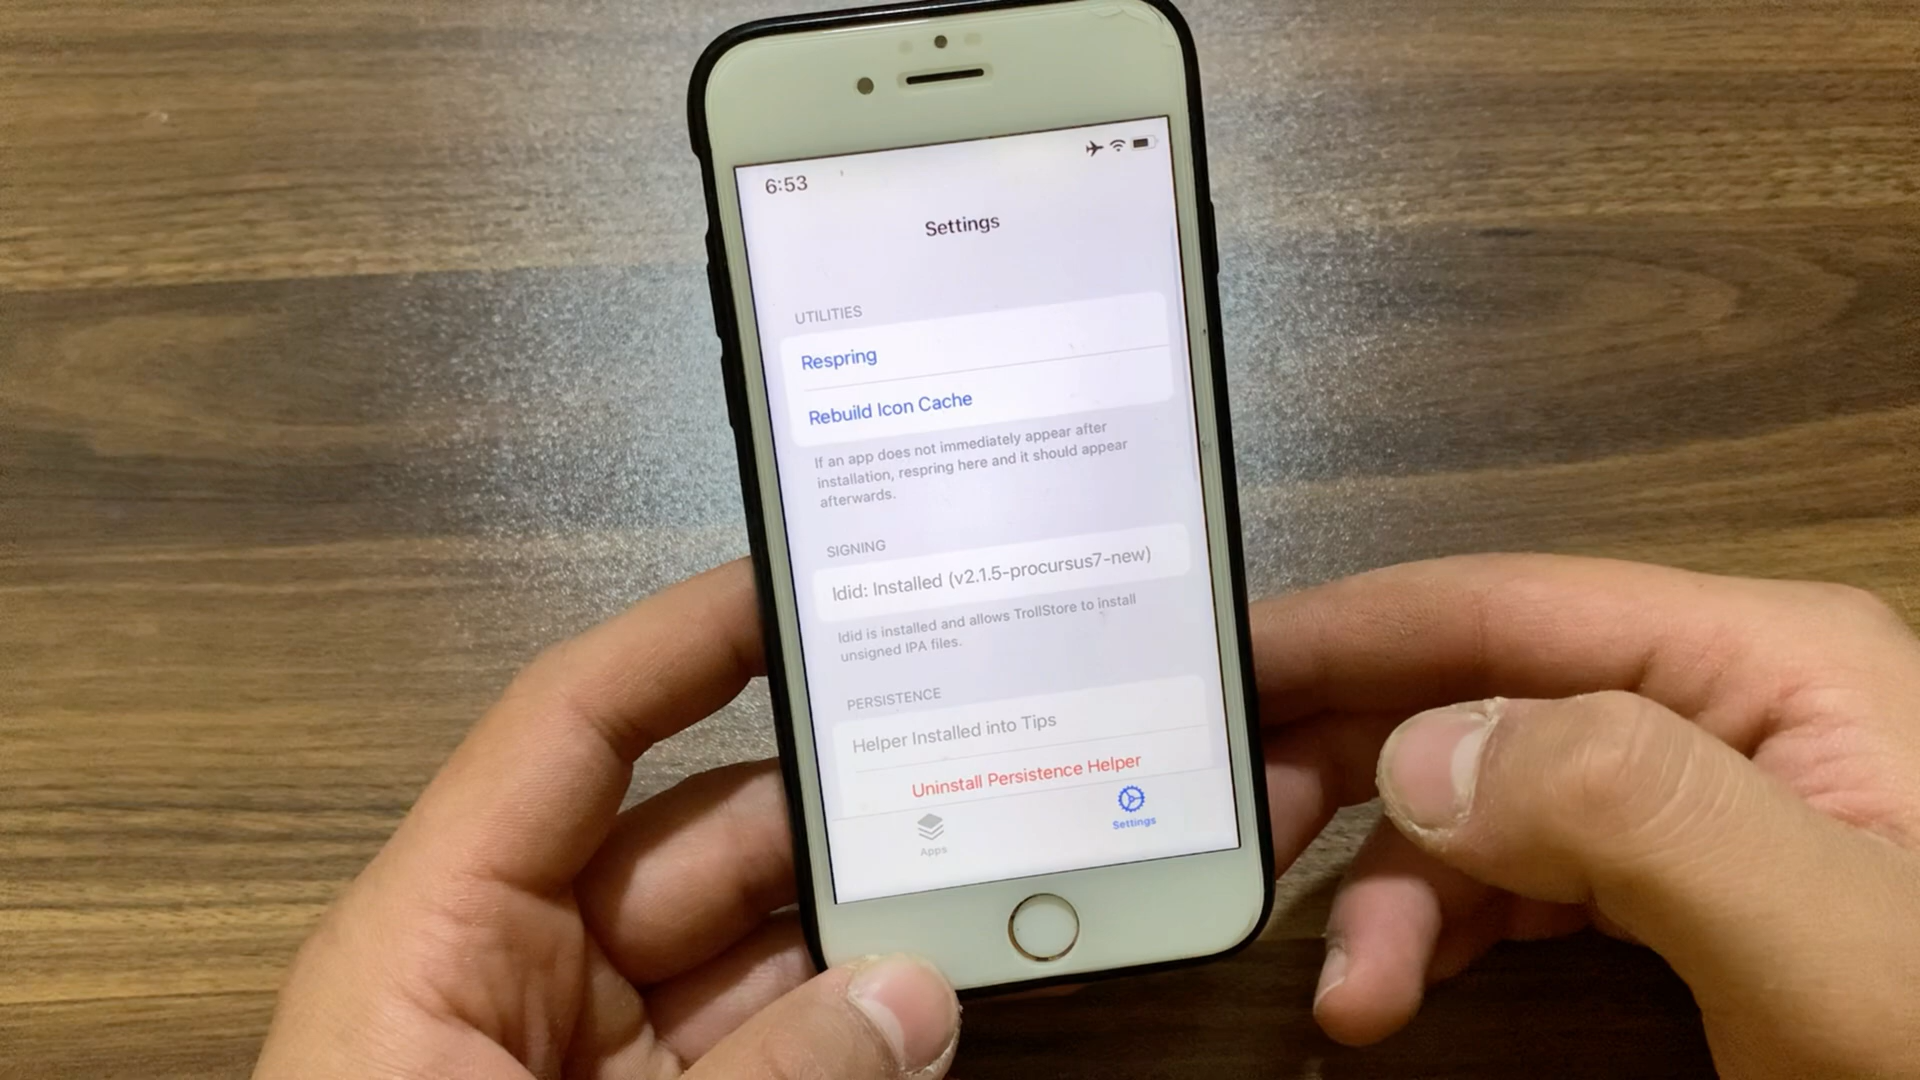 6:53
Settings
UTILITIES
Respring
Rebuild Icon Cache
If an app does not immediately appear after
installation, respring here and it should appear
afterwards.
SIGNING
ldid: Installed (v2.1.5-procursus7-new)
ldid is installed and allows TrollStore to install
unsigned IPA files.
PERSISTENCE
Helper Installed into Tips
Uninstall Persistence Helper
Apps
Settings